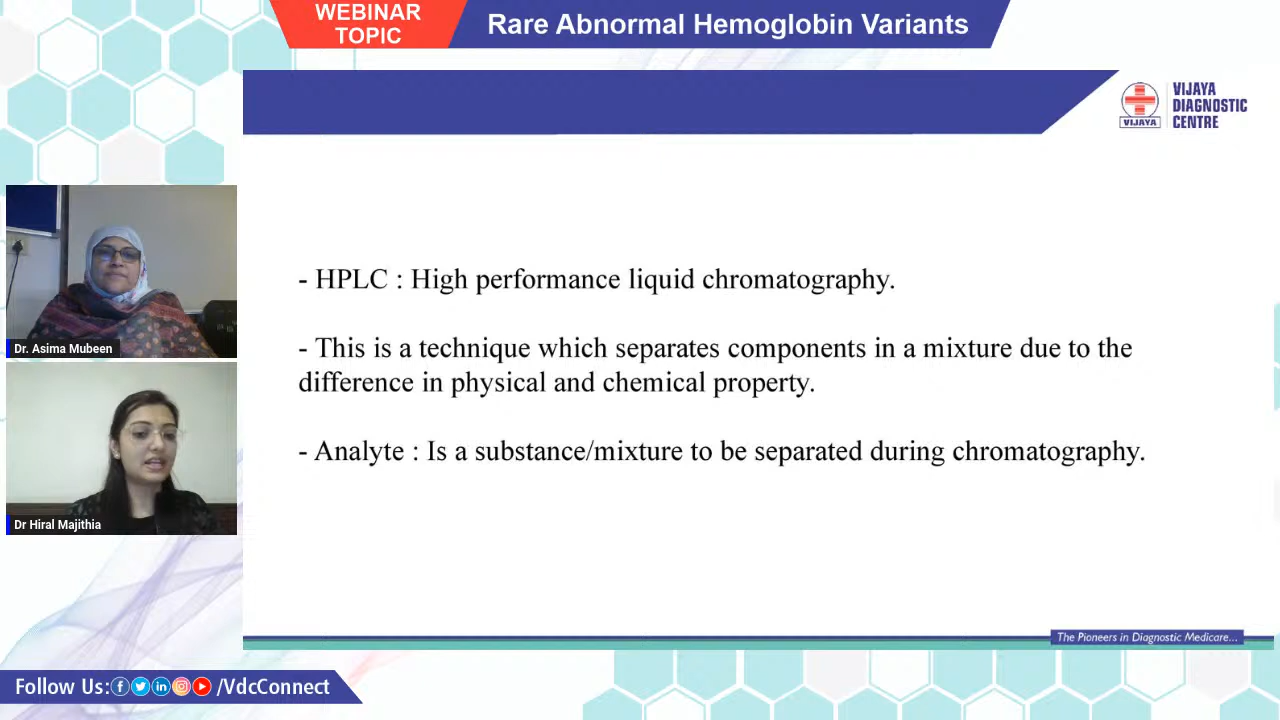 WEBINAR
TOPIC
Rare Abnormal Hemoglobin Variants
VIJAYA
VIJAYA
DIAGNOSTIC
CENTRE
- HPLC : High performance liquid chromatography.
- This is a technique which separates components in a mixture due to the
difference in physical and chemical property.
- Analyte : Is a substance/mixture to be separated during chromatography.
Dr. Asima Mubeen
Dr Hiral Majithia
The Pioneers in Diagnostic Medicare...
Follow Us: /VdcConnect